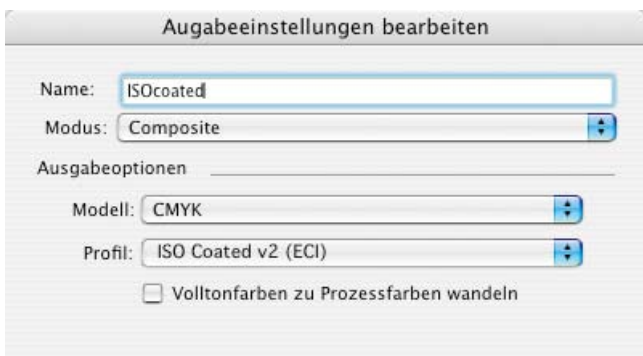 Augabeeinstellungen bearbeiten
Name: ISOcoated
Modus: Composite
Ausgabeoptionen
Modell: CMYK
Profil: ISO Coated v2 (ECI)
Volltonfarben zu Prozessfarben wandeln